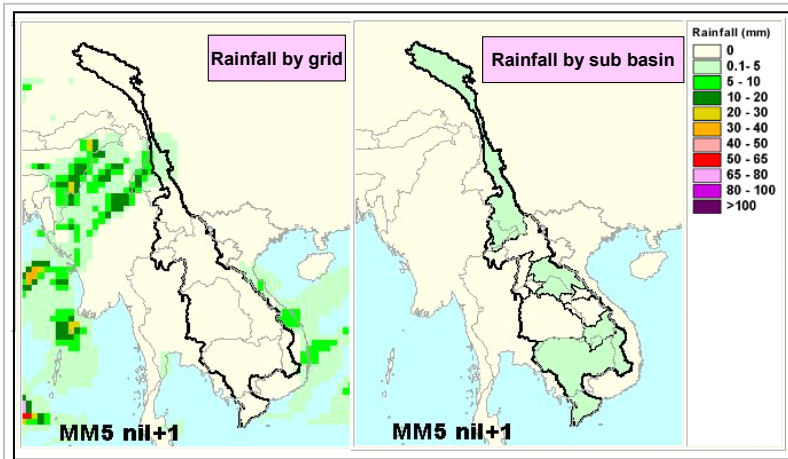 Rainfall by grid
MM5 nil+1
Rainfall by sub basin
MM5 nil+1
Rainfall (mm)
0
0.1- 5
5 - 10
10 - 20
20 - 30
30 - 40
40 - 50
50 - 65
65 - 80
80 - 100
>100